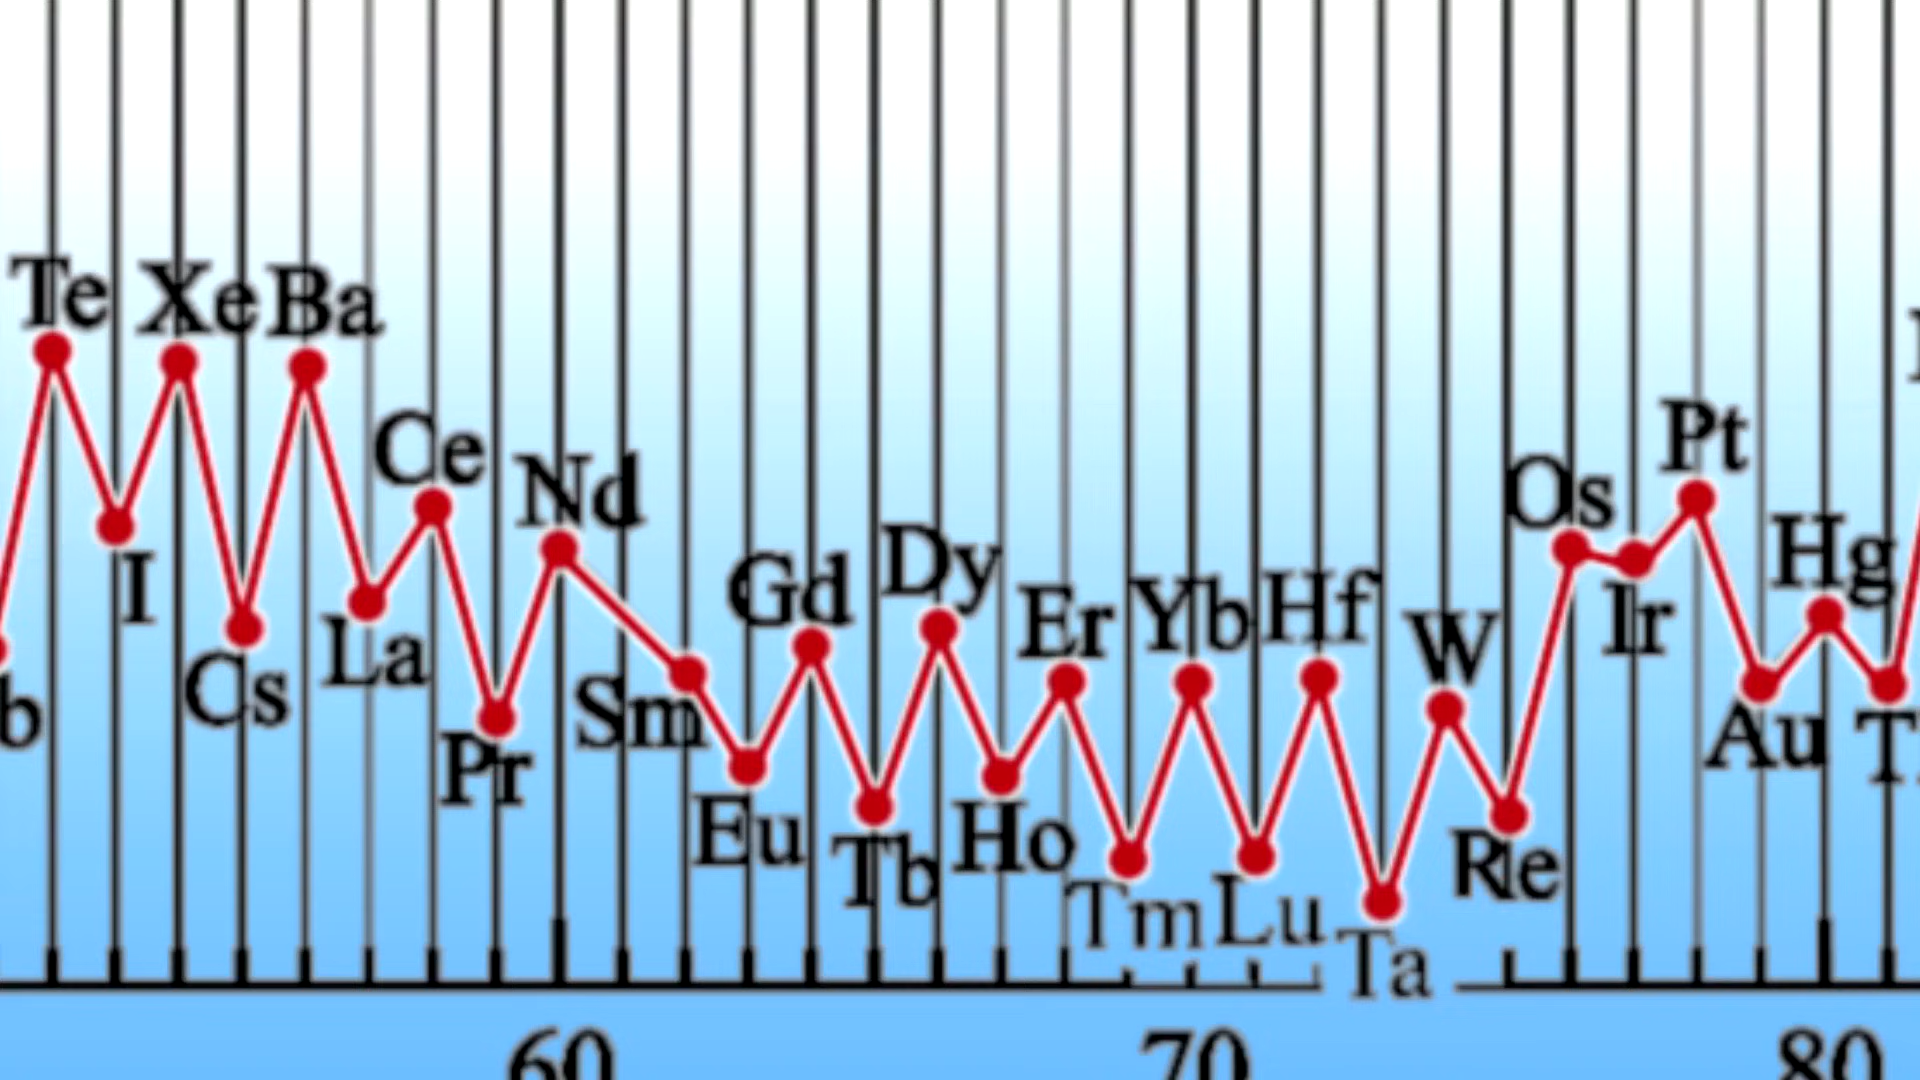 Te Xe Ba
Ce
Pt
Nd
Os
Hg
Gd
Dy
I
Er
Yb
Hf
Ir
W
La
Cs
Sm
b
Au
T
Pr
Eu
Ho
Re
Tb
Tm
Lu
Ta
60
70
80